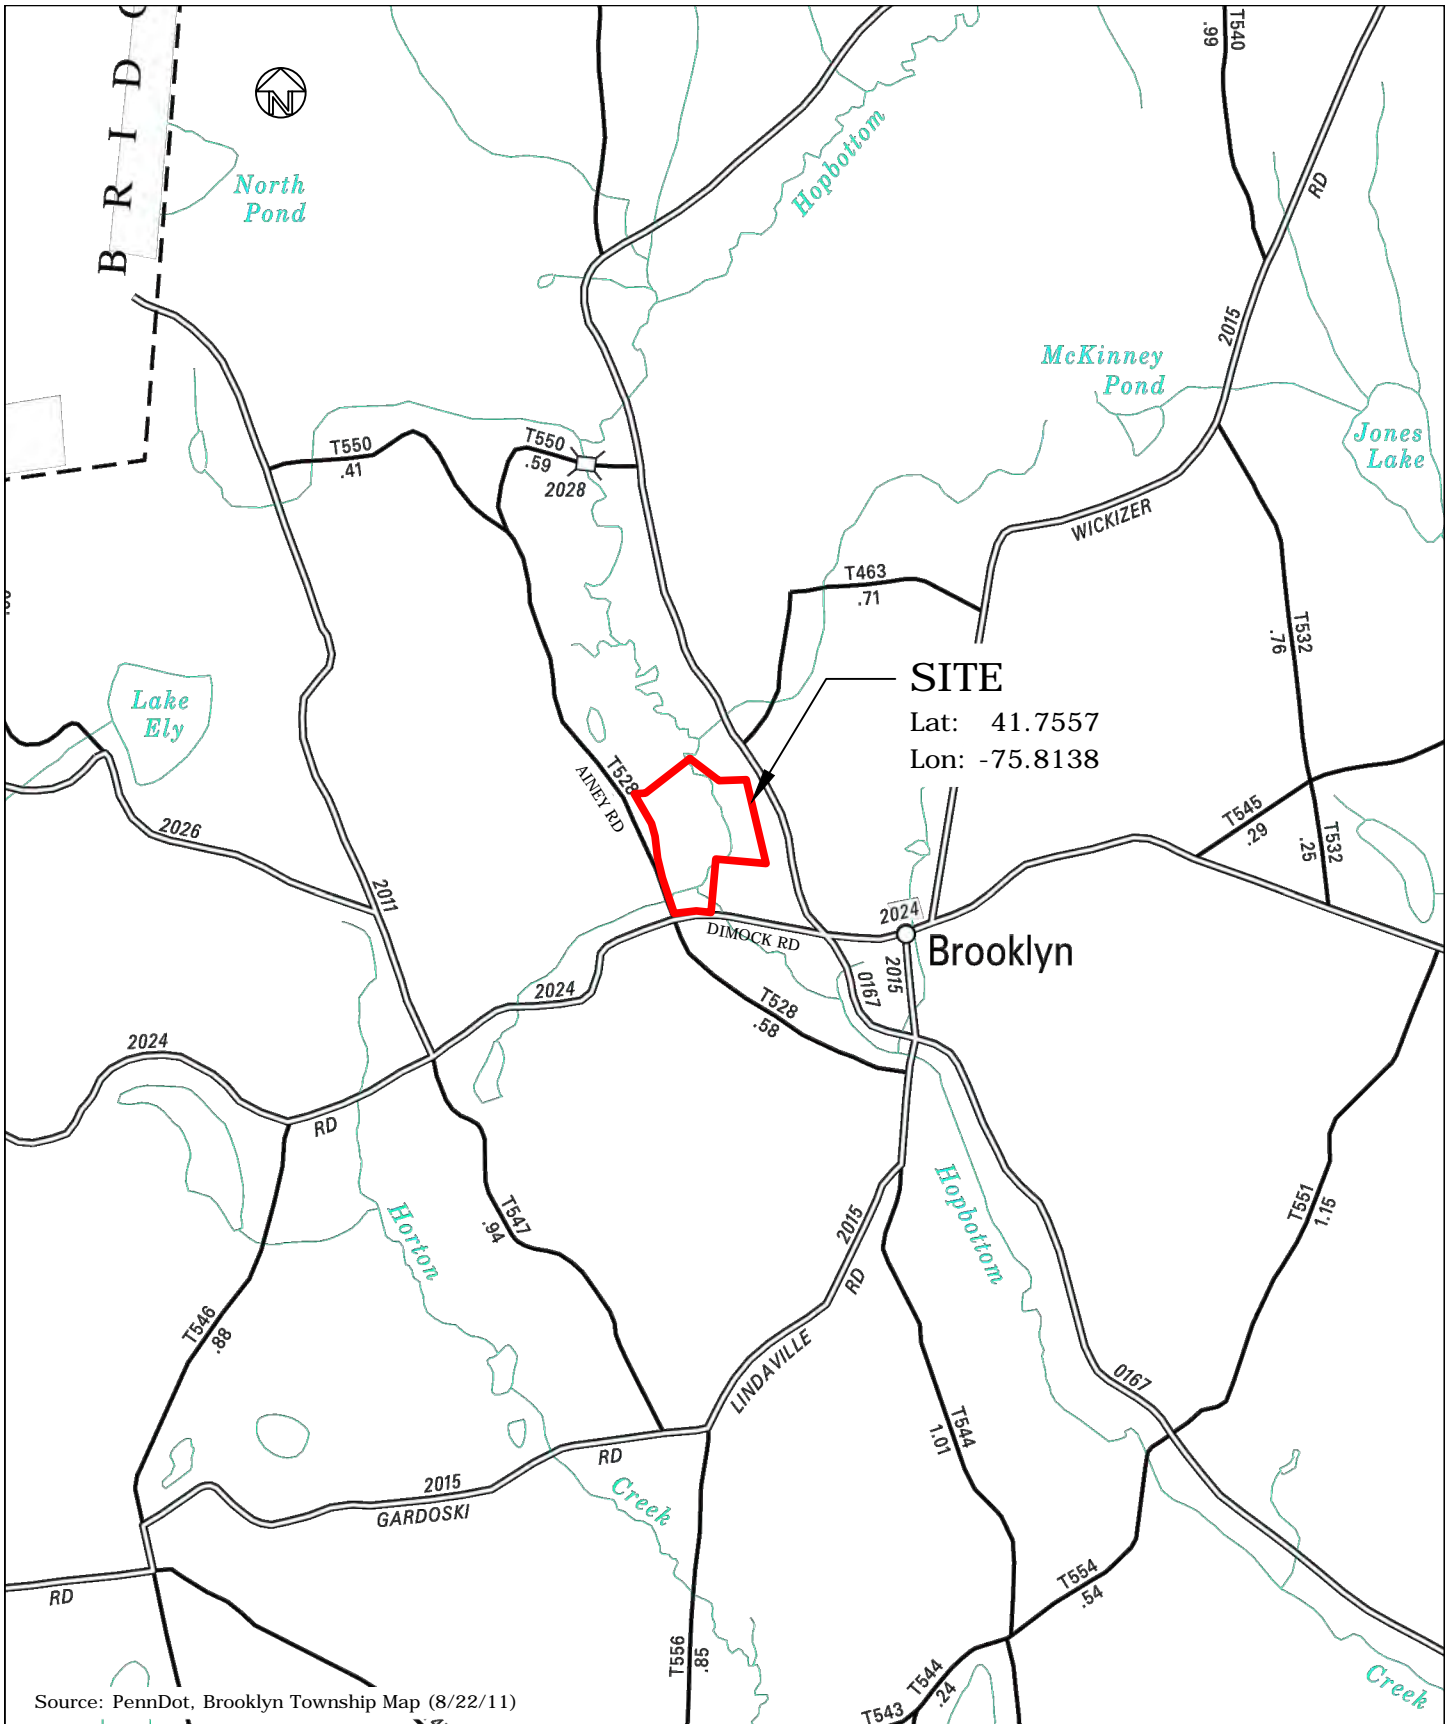 B R I D
N
North
Pond
Hopbottom
T540
.99
RD
2015
McKinney
Pond
Jones
Lake
T550
.41
T550
.59
2028
WICKIZER
T463
.71
T532
.76
SITE
Lat: 41.7557
Lon: -75.8138
Lake
Ely
T528
AINEY RD
2026
2011
T545
.29
T532
.25
2024
Brooklyn
DIMOCK RD
2015
0167
2024
T528
.58
2024
RD
Horton
T547
.94
Hopbottom
T551
1.15
2015
RD
T546
.88
LINDAVILLE
0167
T544
1.01
RD
2015
GARDOSKI
Creek
RD
T554
.54
T556
.85
T544
.24
T543
Creek
Source: PennDot, Brooklyn Township Map (8/22/11)